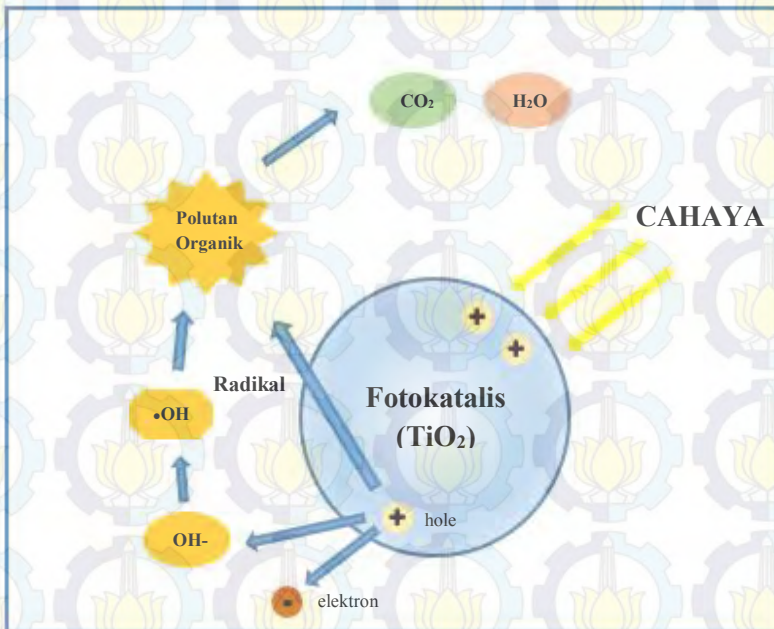 CO₂
H₂O
Polutan
Organik
CAHAYA
Radikal
Fotokatalis
(TiO₂)
•OH
hole
OH-
elektron